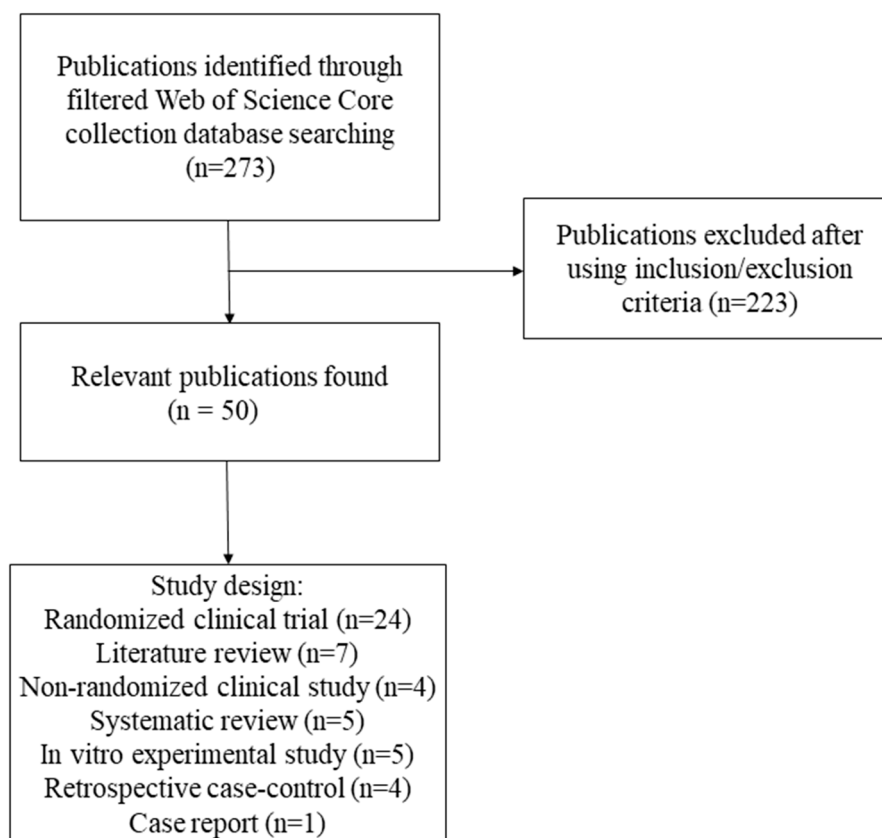 Publications identified through
filtered Web of Science Core
collection database searching
(n=273)
Publications excluded after
using inclusion/exclusion
criteria (n=223)
Relevant publications found
(n = 50)
Study design:
Randomized clinical trial (n=24)
Literature review (n=7)
Non-randomized clinical study (n=4)
Systematic review (n=5)
In vitro experimental study (n=5)
Retrospective case-control (n=4)
Case report (n=1)